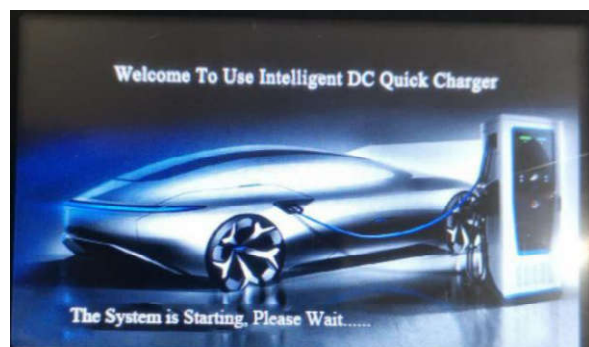 Welcome To Use Intelligent DC Quick Charger
The System is Starting, Please Wait......